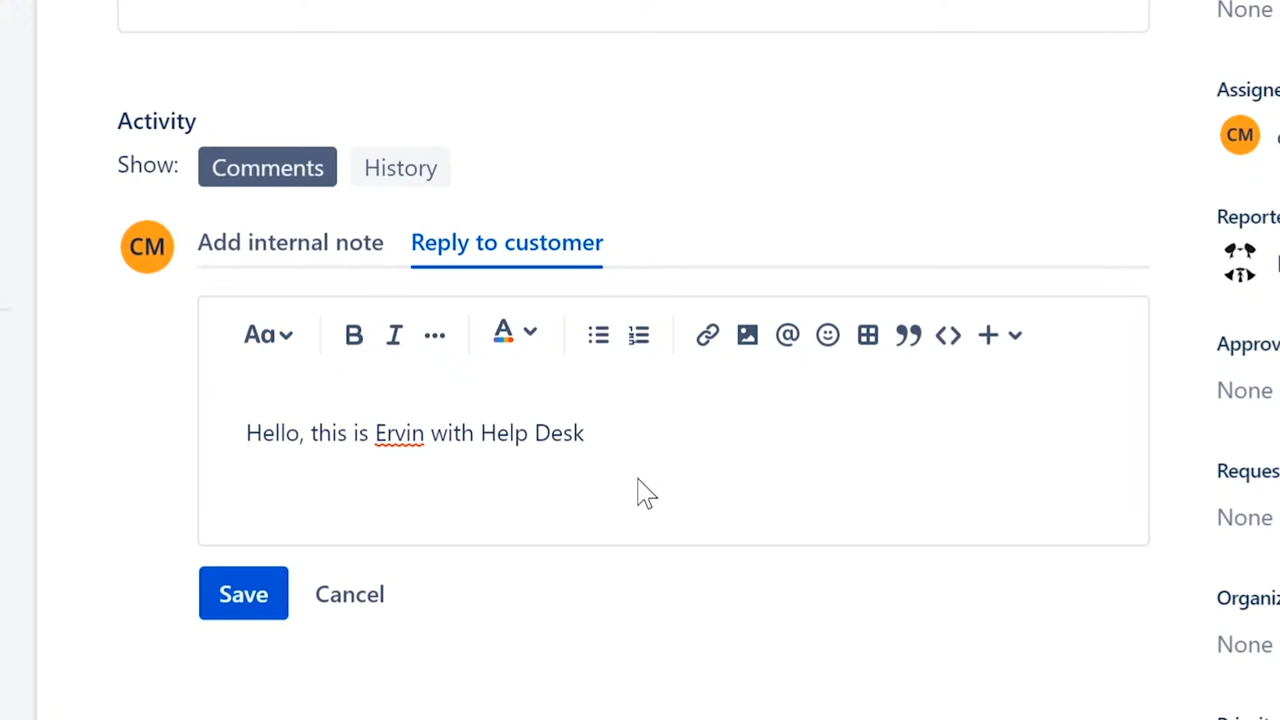 None
Activity
Assigne
Show: Comments History
CM
Add internal note Reply to customer
CM
Reporte
Aa B I ... A @
Approv
None
Hello, this is Ervin with Help Desk
Reques
None
Save Cancel
Organiz
None